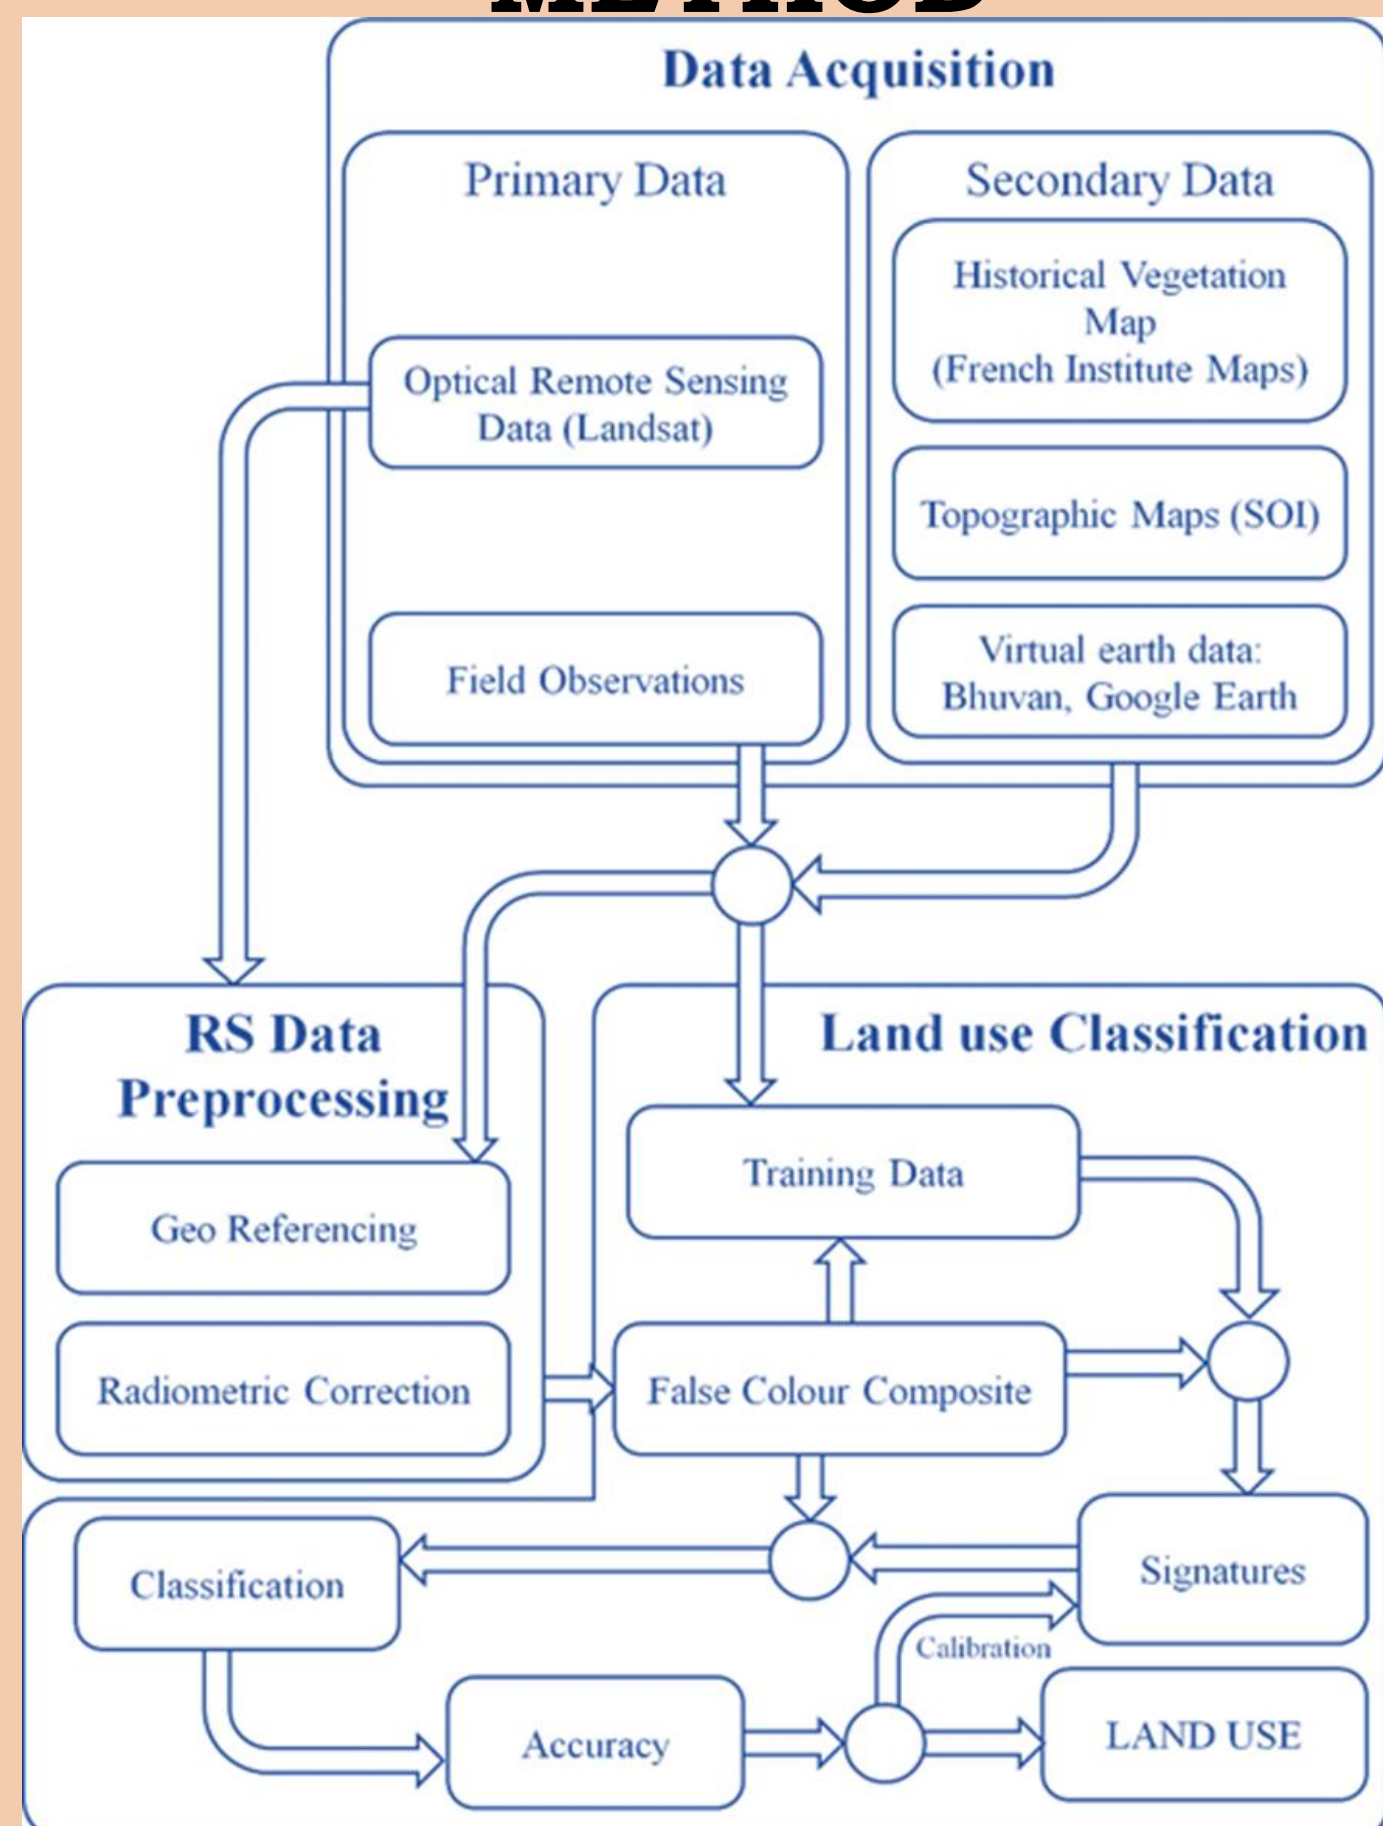 METHOD
Data Acquisition
Primary Data
Optical Remote Sensing
Data (Landsat)
Field Observations
Secondary Data
Historical Vegetation
Map
(French Institute Maps)
Topographic Maps (SOI)
Virtual earth data:
Bhuvan, Google Earth
RS Data
Preprocessing
Geo Referencing
Radiometric Correction
Land use Classification
Training Data
False Colour Composite
Signatures
Classification
Calibration
Accuracy
LAND USE